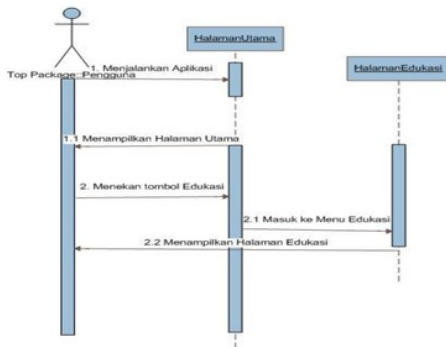 HalamanUtama
HalamanEdukasi
Top Package::Pengguna
1. Menjalankan Aplikasi
1.1 Menampilkan Halaman Utama
2. Menekan tombol Edukasi
2.1 Masuk ke Menu Edukasi
2.2 Menampilkan Halaman Edukasi